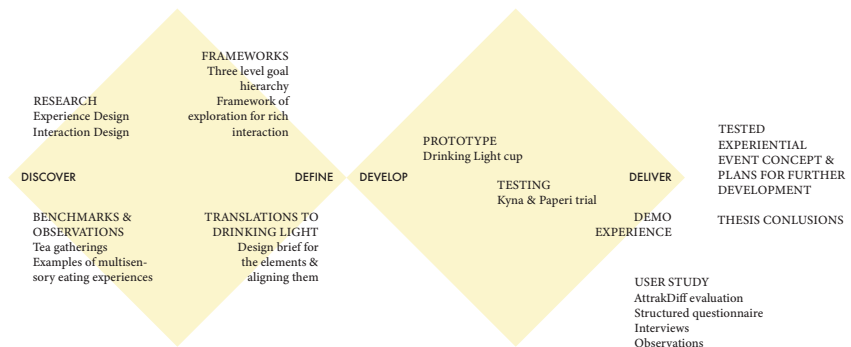 FRAMEWORKS
Three level goal
hierarchy
Framework of
exploration for rich
interaction
RESEARCH
Experience Design
Interaction Design
DISCOVER
DEFINE
BENCHMARKS &
OBSERVATIONS
Tea gatherings
Examples of multisen-
sory eating experiences
TRANSLATIONS TO
DRINKING LIGHT
Design brief for
the elements &
aligning them
DEVELOP
PROTOTYPE
Drinking Light cup
TESTING
Kyna & Paperi trial
DELIVER
DEMO
EXPERIENCE
USER STUDY
AttrakDiff evaluation
Structured questionnaire
Interviews
Observations
TESTED
EXPERIENTIAL
EVENT CONCEPT &
PLANS FOR FURTHER
DEVELOPMENT
THESIS CONLUSIONS